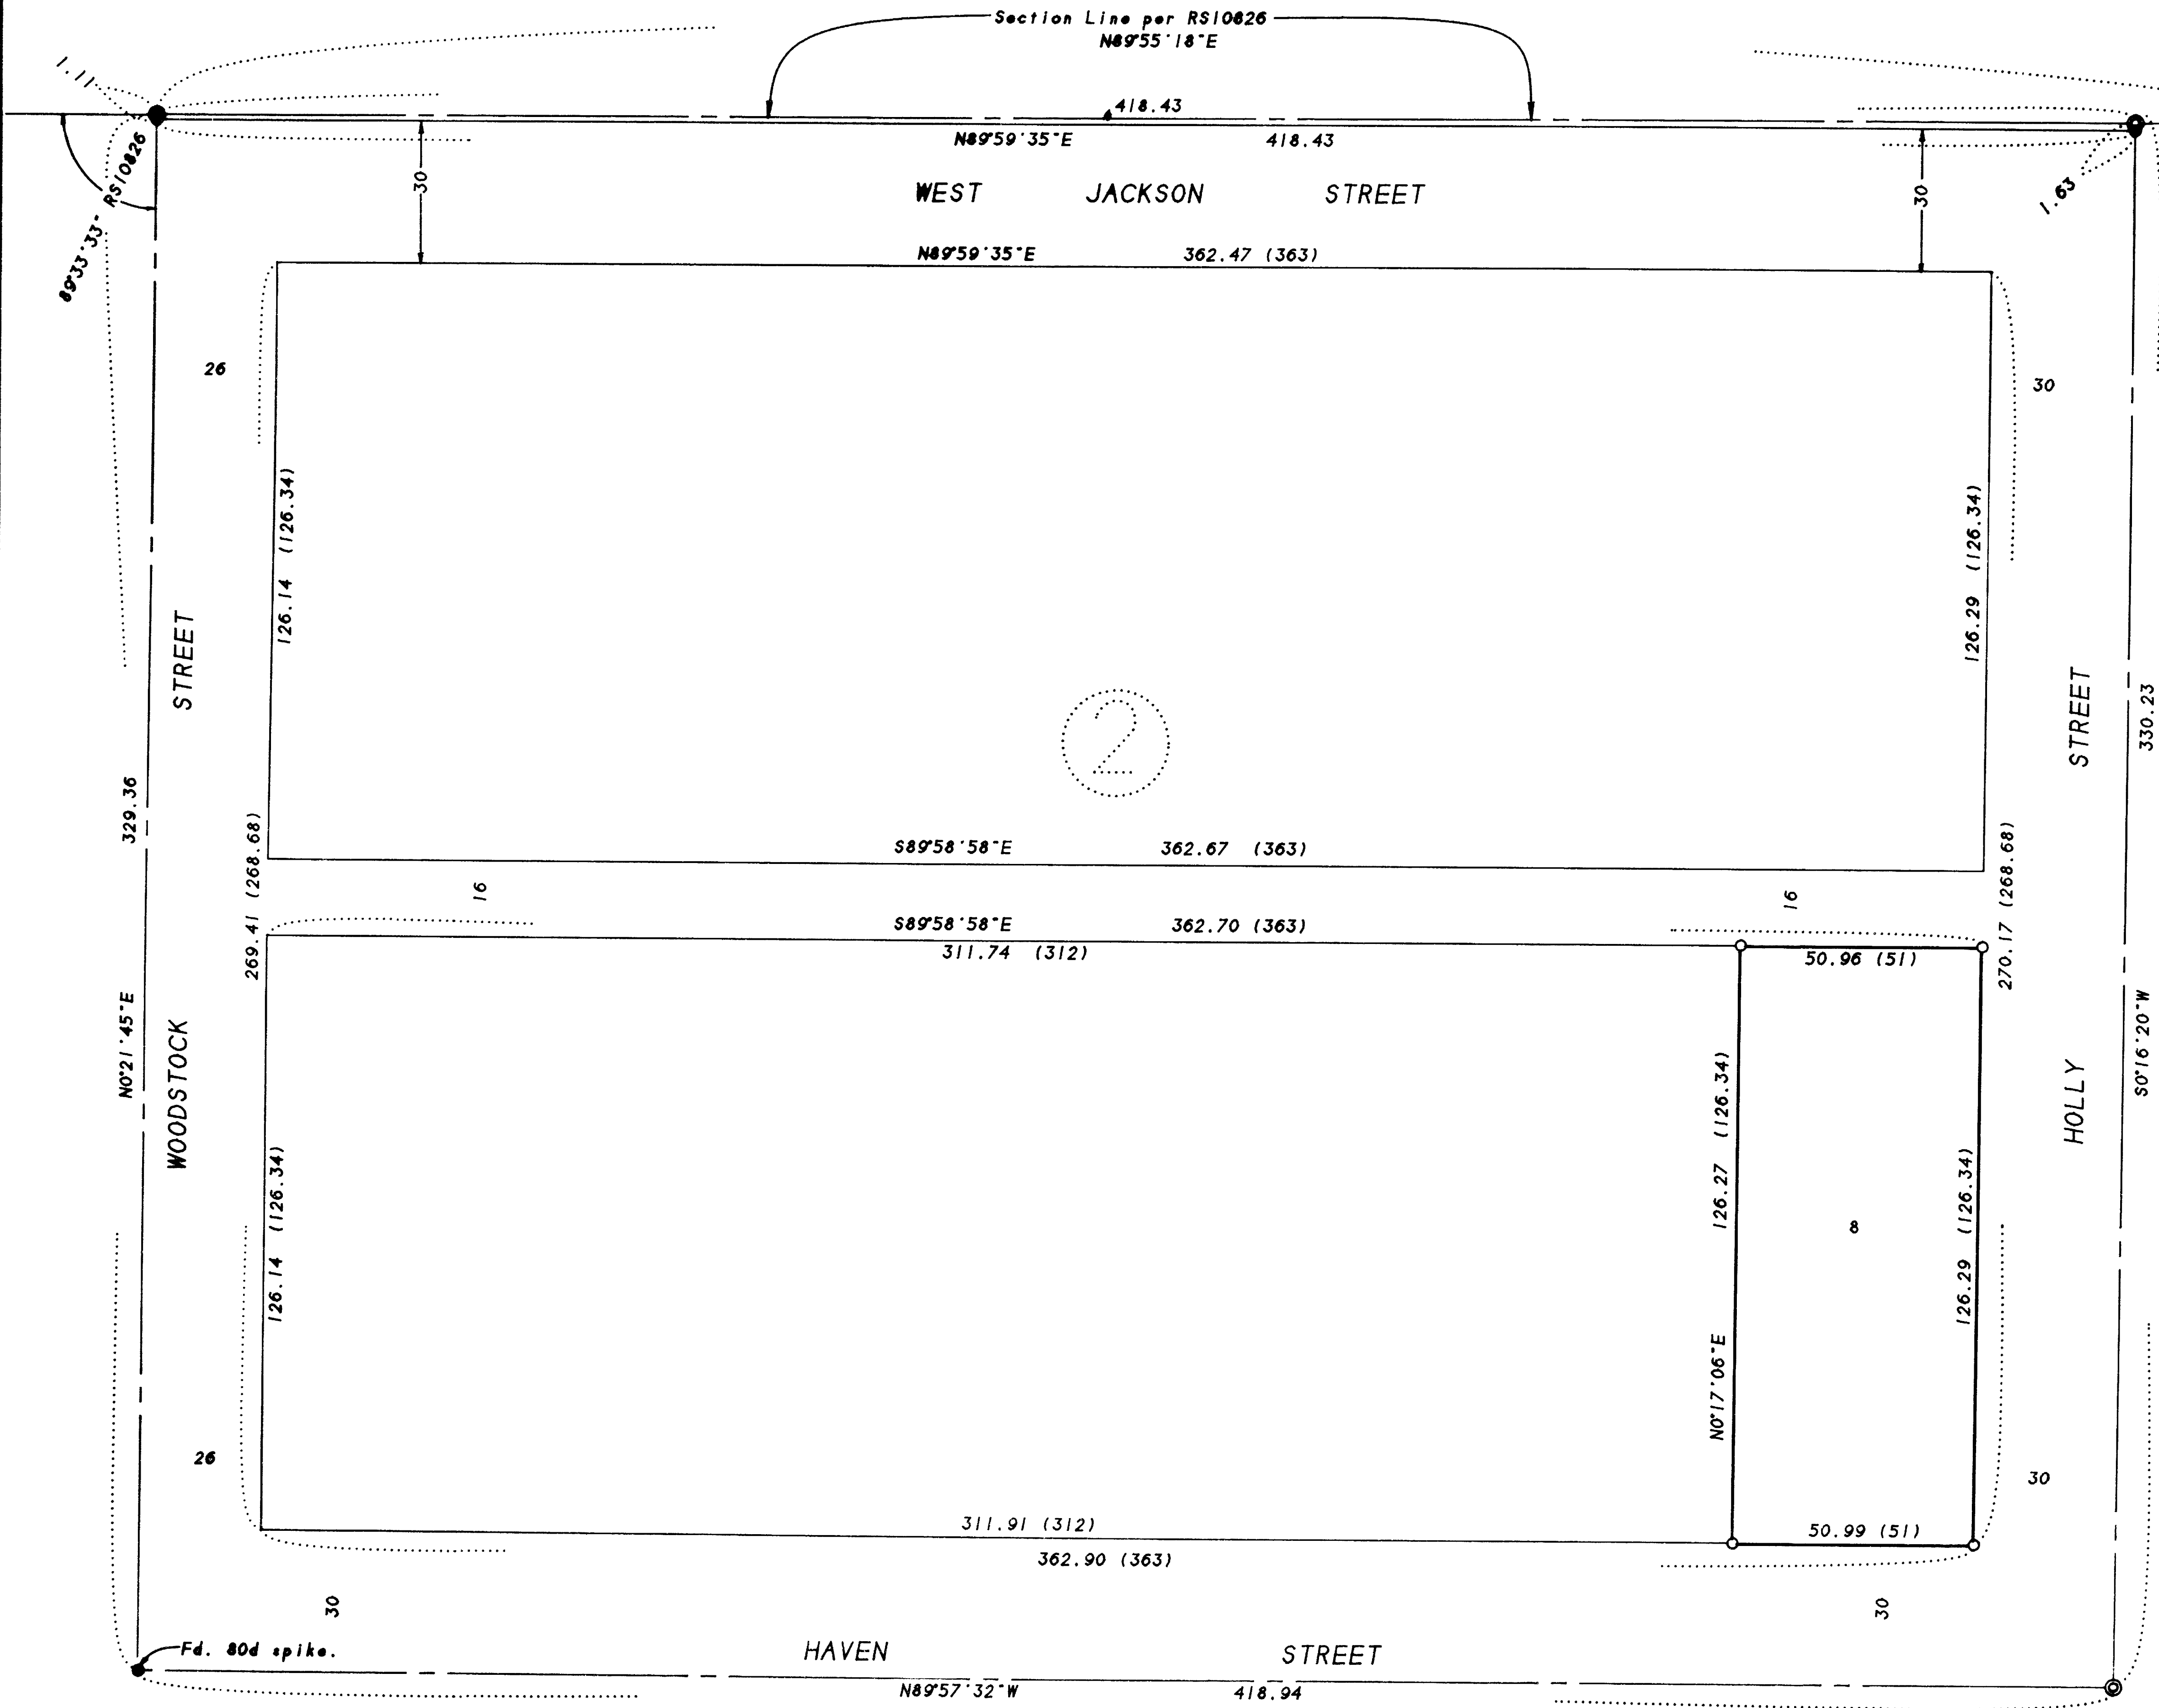 Section Line per RS10826
N89°55'18"E
1.11
418.43
N89°59'35"E 418.43
89°33'33" RS10826
30
WEST JACKSON STREET
30
1.63
N89°59'35"E 362.47 (363)
26
30
126.14 (126.34)
126.29 (126.34)
STREET
STREET
2
329.36
330.23
269.41 (268.68)
S89°58'58"E 362.67 (363)
270.17 (268.68)
16
16
S89°58'58"E 362.70 (363)
311.74 (312)
50.96 (51)
N0°21'45"E
S0°16'20"W
WOODSTOCK
HOLLY
126.14 (126.34)
126.27 (126.34)
N0°17'06"E
8
126.29 (126.34)
26
30
311.91 (312)
50.99 (51)
362.90 (363)
30
30
Fd. 80d spike.
HAVEN STREET
N89°57'32"W 418.94